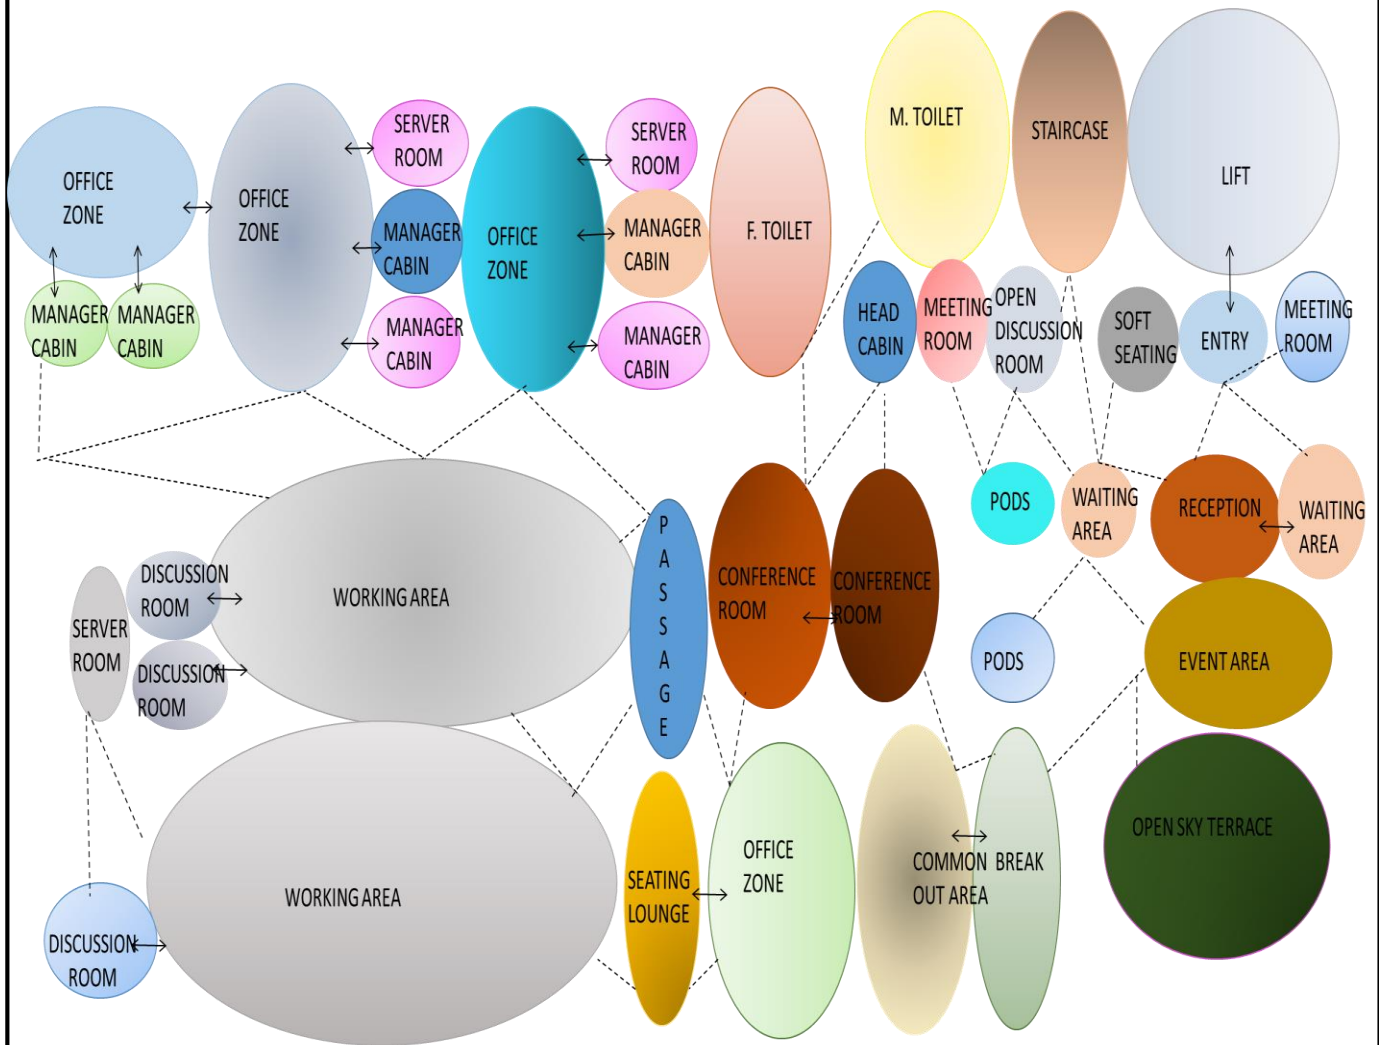 OFFICE
ZONE
MANAGER
CABIN
MANAGER
CABIN
OFFICE
ZONE
SERVER
ROOM
MANAGER
CABIN
MANAGER
CABIN
OFFICE
ZONE
SERVER
ROOM
MANAGER
CABIN
MANAGER
CABIN
F. TOILET
M. TOILET
STAIRCASE
LIFT
HEAD
CABIN
MEETING
ROOM
OPEN
DISCUSSION
ROOM
SOFT
SEATING
ENTRY
MEETING
ROOM
PODS
WAITING
AREA
RECEPTION
WAITING
AREA
SERVER
ROOM
DISCUSSION
ROOM
DISCUSSION
ROOM
WORKING AREA
P
A
S
S
A
G
E
CONFERENCE
ROOM
CONFERENCE
ROOM
PODS
EVENT AREA
DISCUSSION
ROOM
WORKING AREA
SEATING
LOUNGE
OFFICE
ZONE
COMMON BREAK
OUT AREA
OPEN SKY TERRACE